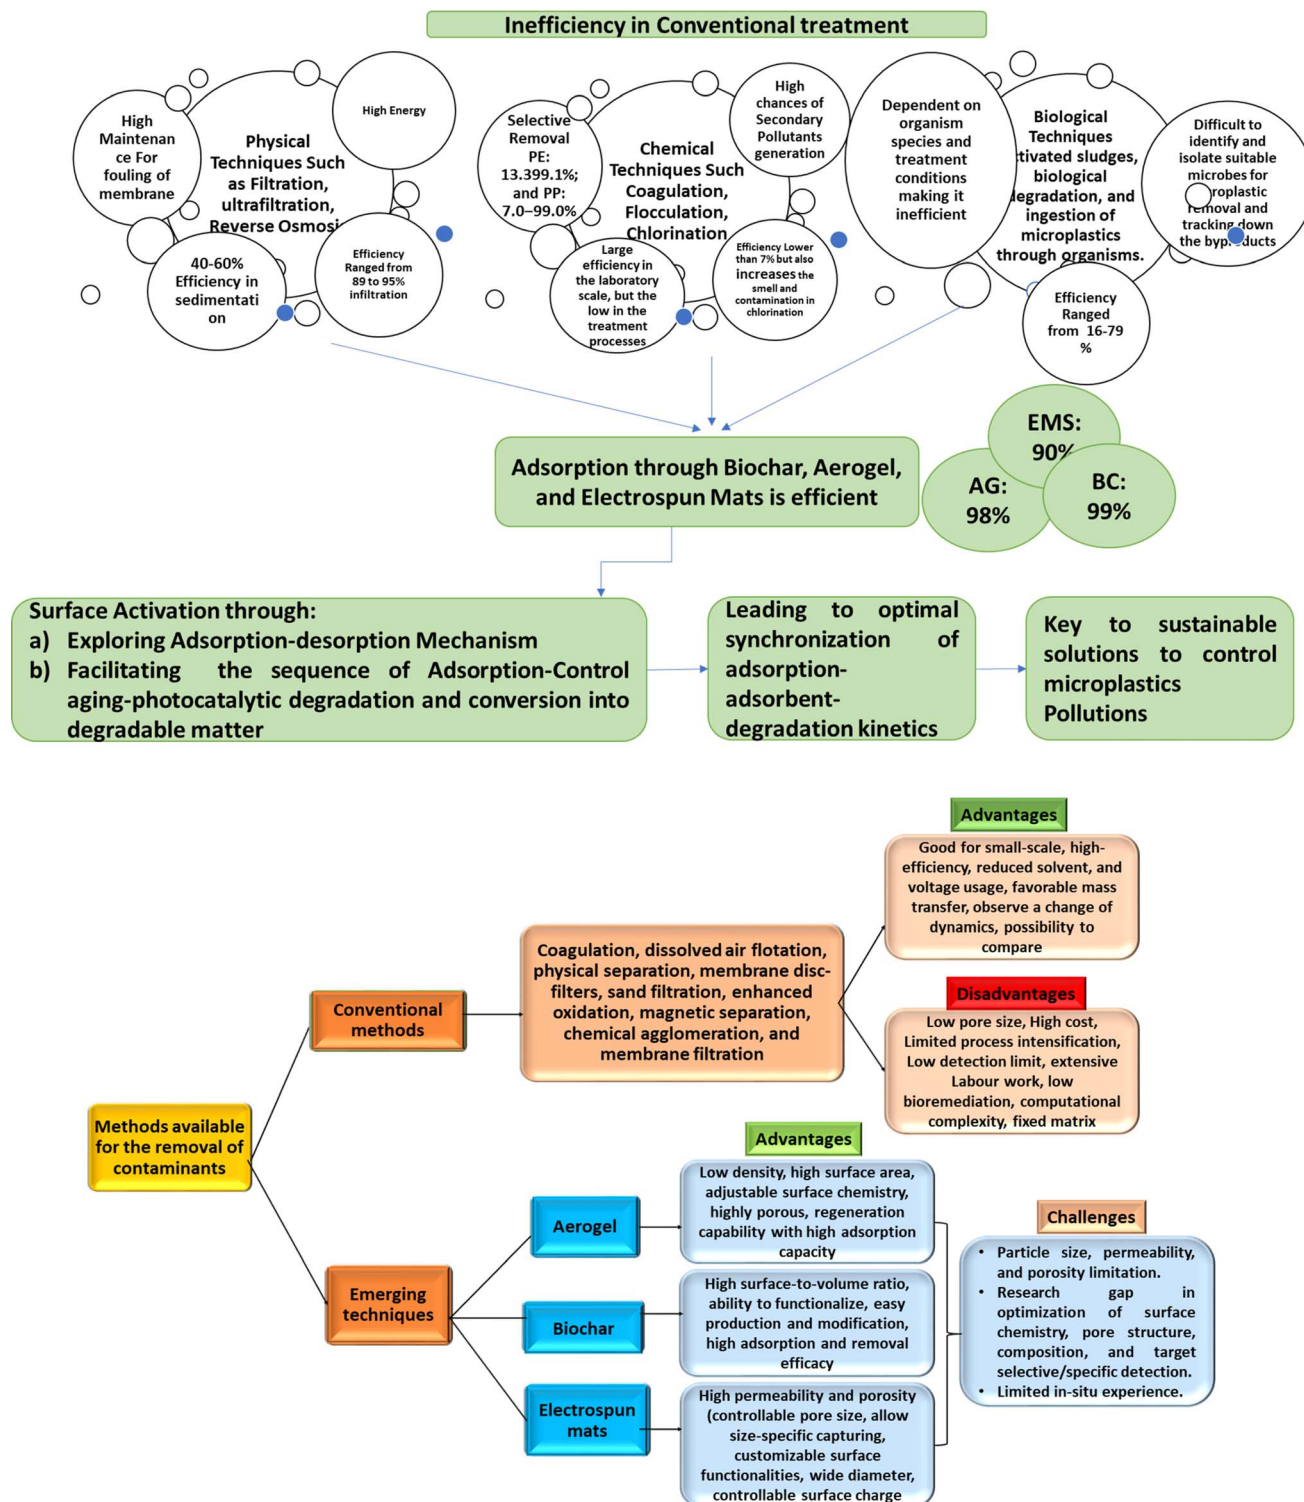 Inefficiency in Conventional treatment
High
Maintenan
ce For
fouling of
membrane
Physical
Techniques Such
as Filtration,
ultrafiltration,
Reverse Osmosi
High Energy
40-60%
Efficiency in
sedimentati
on
Efficiency
Ranged from
89 to 95%
infiltration
Selective
Removal
PE:
13.399.1%;
and PP:
7.0–99.0%
Chemical
Techniques Such
Coagulation,
Flocculation,
Chlorination
High
chances of
Secondary
Pollutants
generation
Large
efficiency in
the laboratory
scale, but the
low in the
treatment
processes
Efficiency Lower
than 7% but also
increases the
smell and
contamination in
chlorination
Dependent on
organism
species and
treatment
conditions
making it
inefficient
Biological
Techniques
ctivated sludges,
biological
egradation, and
ingestion of
microplastics
through organisms.
Difficult to
identify and
isolate suitable
microbes for
roplastic
removal and
tracking down
the byproducts
Efficiency
Ranged
from 16-79
%
Adsorption through Biochar, Aerogel,
and Electrospun Mats is efficient
EMS:
90%
AG:
98%
BC:
99%
Surface Activation through:
a) Exploring Adsorption-desorption Mechanism
b) Facilitating the sequence of Adsorption-Control
aging-photocatalytic degradation and conversion into
degradable matter
Leading to optimal
synchronization of
adsorption-
adsorbent-
degradation kinetics
Key to sustainable
solutions to control
microplastics
Pollutions
Methods available
for the removal of
contaminants
Conventional
methods
Coagulation, dissolved air flotation,
physical separation, membrane disc-
filters, sand filtration, enhanced
oxidation, magnetic separation,
chemical agglomeration, and
membrane filtration
Advantages
Good for small-scale, high-
efficiency, reduced solvent, and
voltage usage, favorable mass
transfer, observe a change of
dynamics, possibility to
compare
Disadvantages
Low pore size, High cost,
Limited process intensification,
Low detection limit, extensive
Labour work, low
bioremediation, computational
complexity, fixed matrix
Emerging
techniques
Aerogel
Biochar
Electrospun
mats
Advantages
Low density, high surface area,
adjustable surface chemistry,
highly porous, regeneration
capability with high adsorption
capacity
High surface-to-volume ratio,
ability to functionalize, easy
production and modification,
high adsorption and removal
efficacy
High permeability and porosity
(controllable pore size, allow
size-specific capturing,
customizable surface
functionalities, wide diameter,
controllable surface charge
Challenges
• Particle size, permeability,
and porosity limitation.
• Research gap in
optimization of surface
chemistry, pore structure,
composition, and target
selective/specific detection.
• Limited in-situ experience.